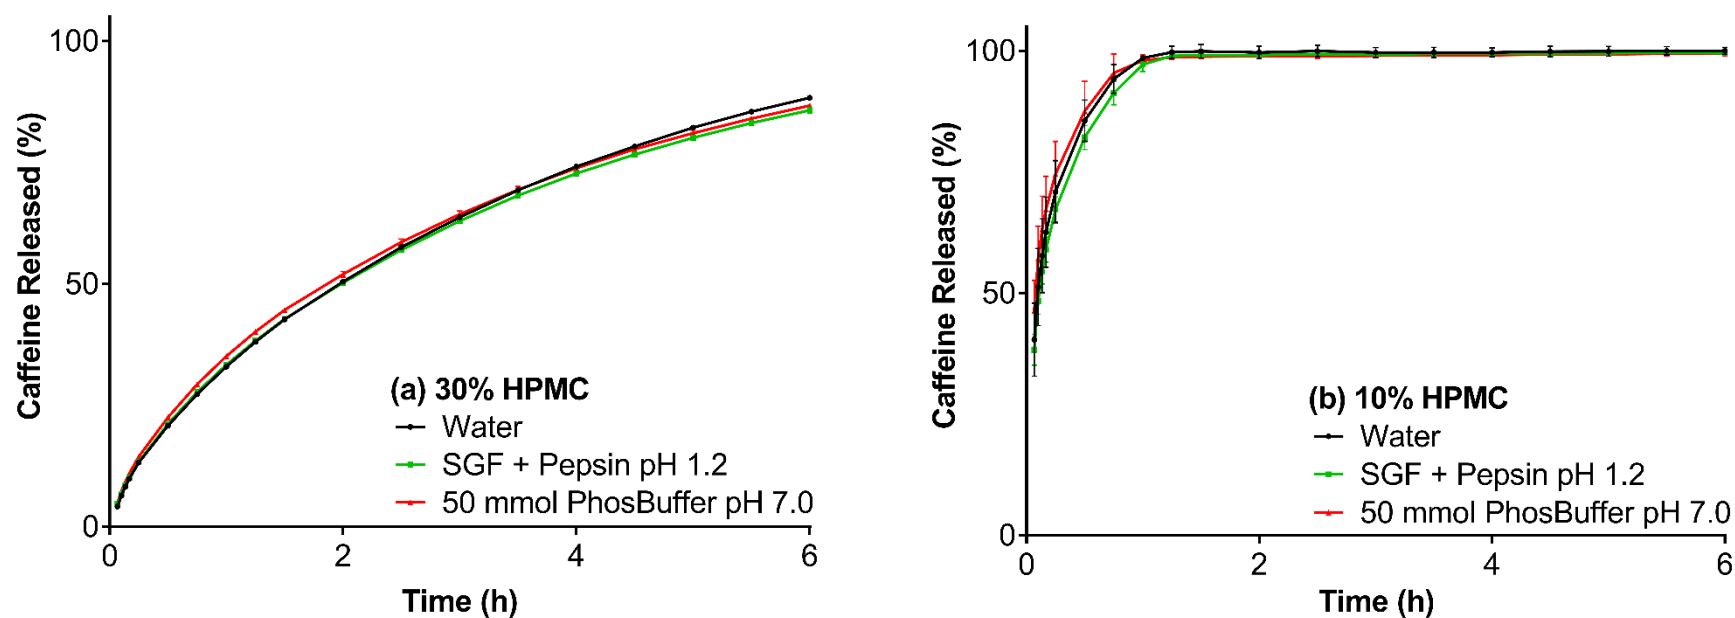 100
50
0
0
2
4
6
Caffeine Released (%)
Time (h)
(a) 30% HPMC
Water
SGF + Pepsin pH 1.2
50 mmol PhosBuffer pH 7.0
100
50
0
0
2
4
6
Caffeine Released (%)
Time (h)
(b) 10% HPMC
Water
SGF + Pepsin pH 1.2
50 mmol PhosBuffer pH 7.0